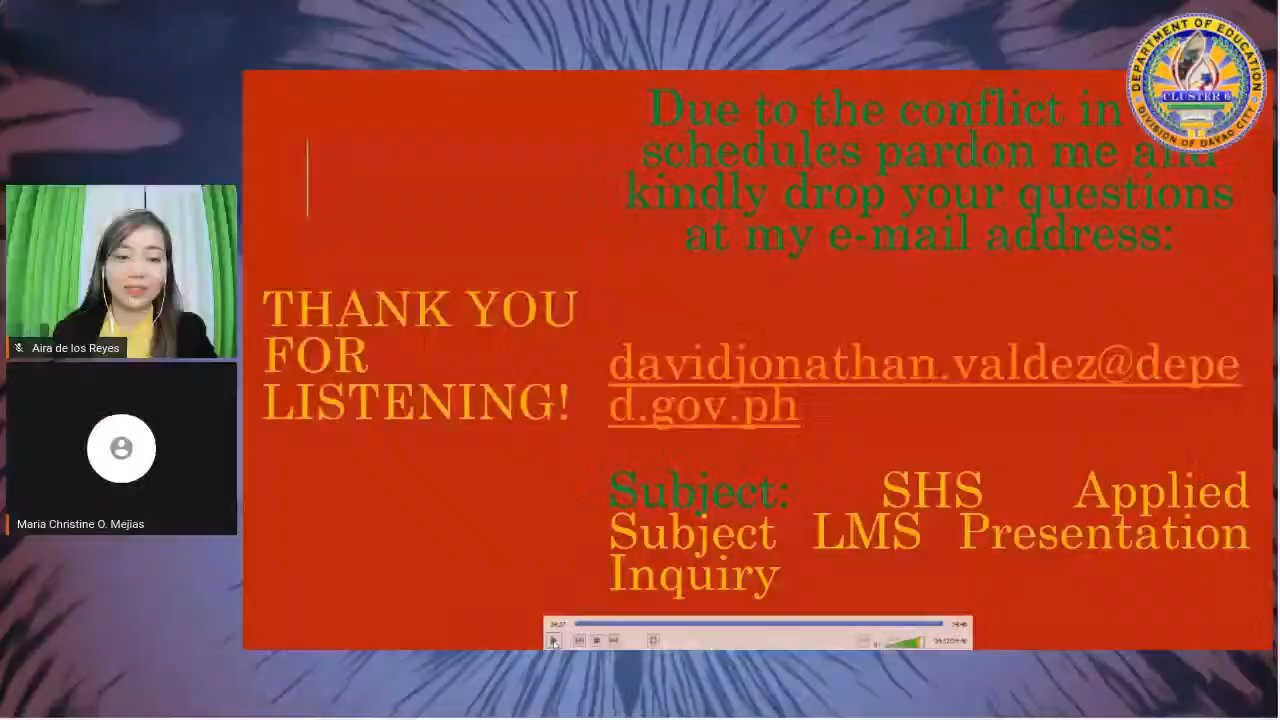 DEPARTMENT OF EDUCATION
CLUSTER 6
DIVISION OF DAVAO CITY
Due to the conflict in
schedules pardon me and
kindly drop your questions
at my e-mail address:
THANK YOU
FOR
LISTENING!
davidjonathan.valdez@depe
d.gov.ph
Subject: SHS Applied
Subject LMS Presentation
Inquiry
Aira de los Reyes
Maria Christine O. Mejias